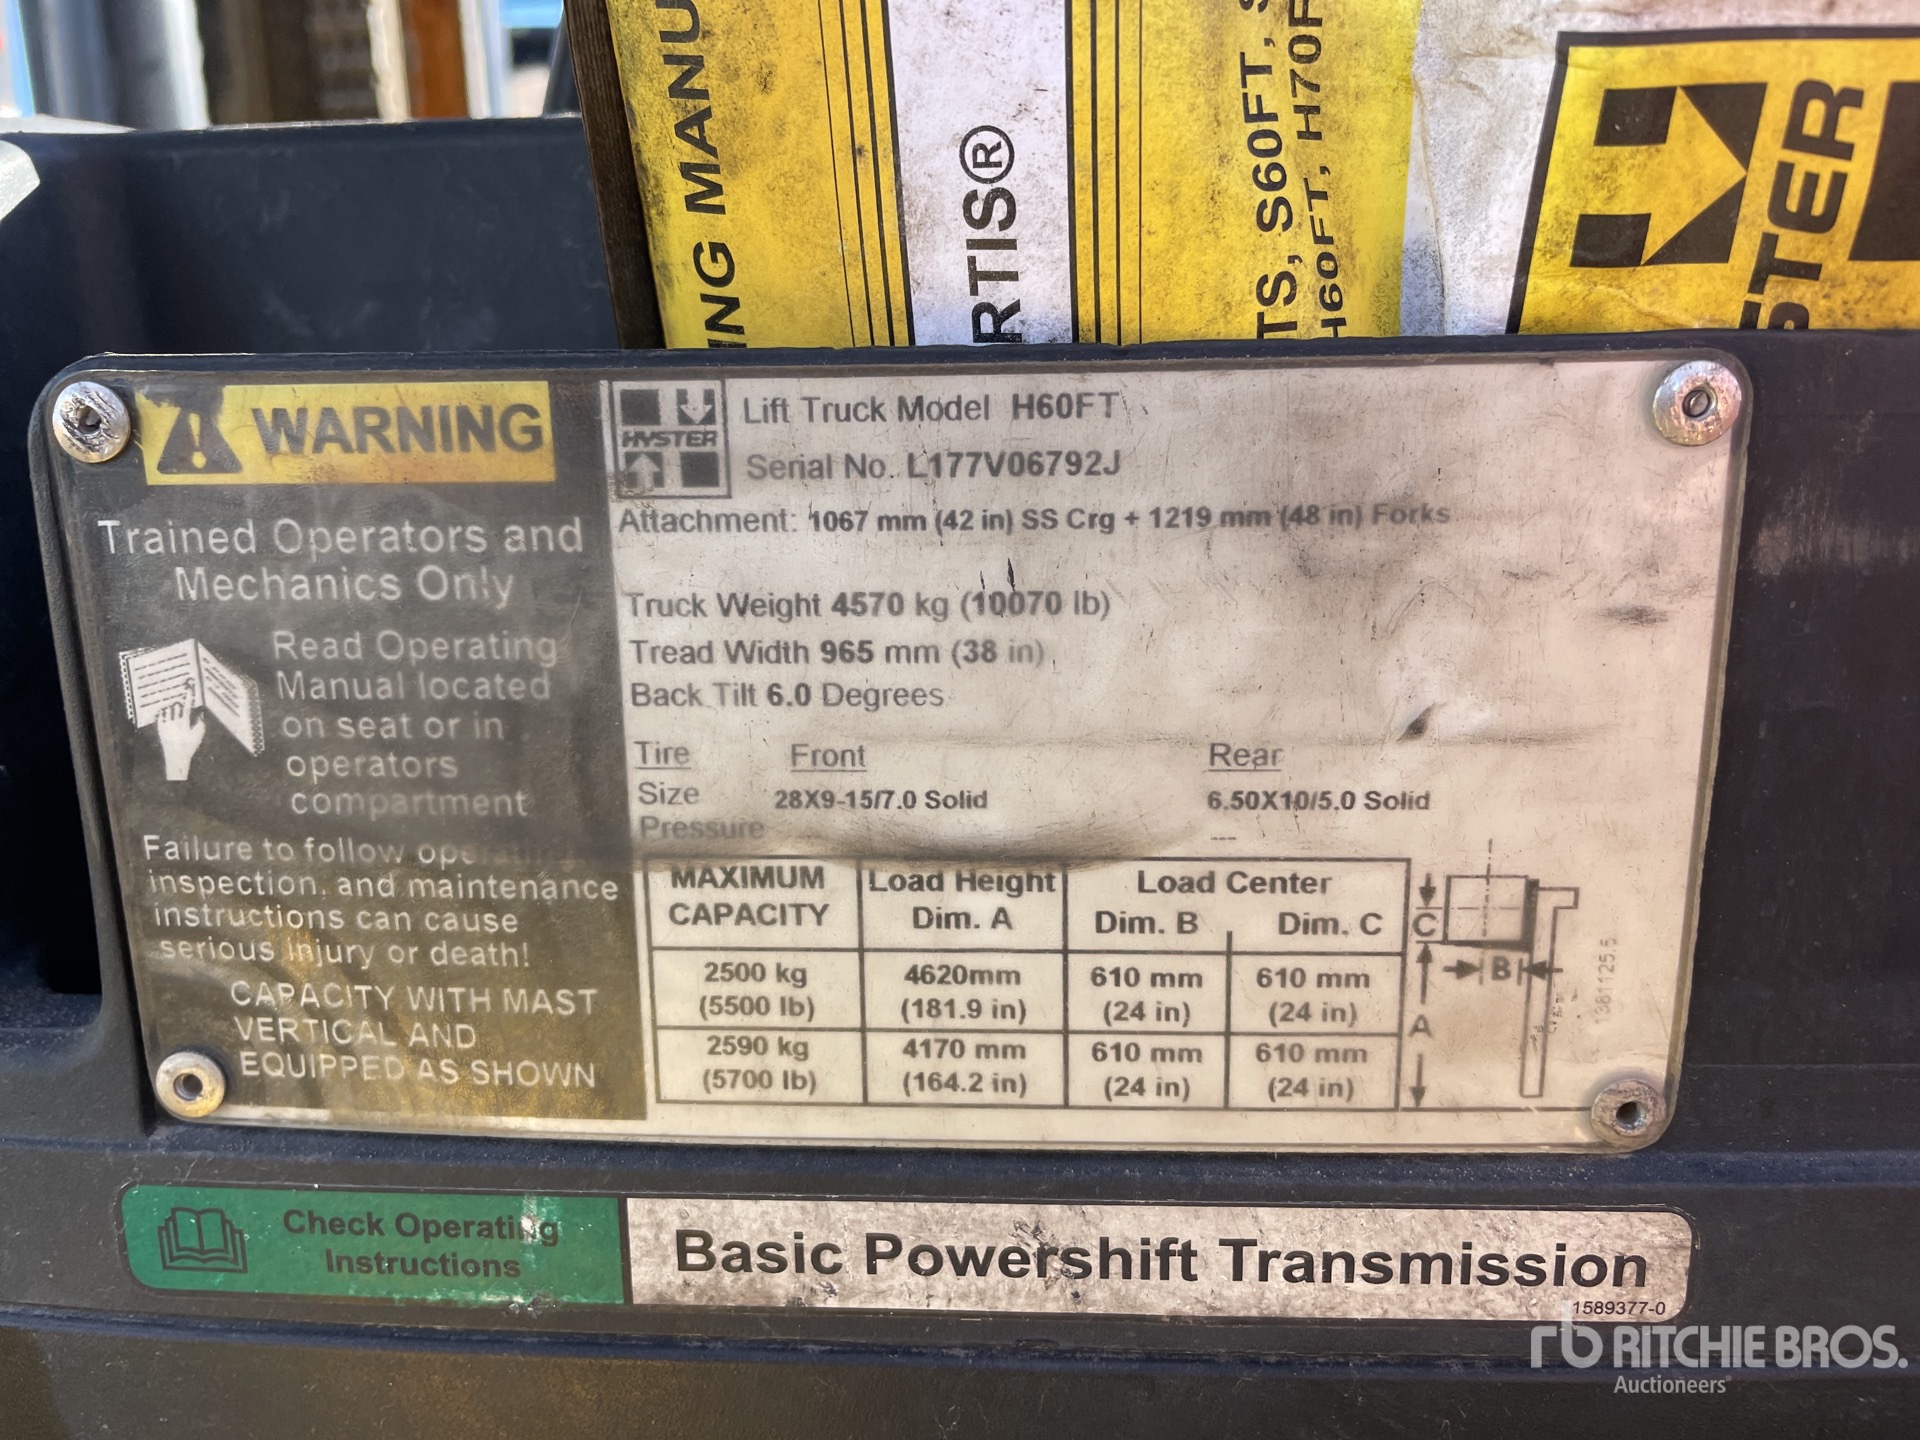 ING MANU
RTIS®
TS, S60FT, S
H60FT, H70F
STER
WARNING
Trained Operators and
Mechanics Only
Read Operating
Manual located
on seat or in
operators
compartment
Failure to follow operating,
inspection, and maintenance
instructions can cause
serious injury or death!
CAPACITY WITH MAST
VERTICAL AND
EQUIPPED AS SHOWN
HYSTER
Lift Truck Model H60FT
Serial No. L177V06792J
Attachment: 1067 mm (42 in) SS Crg + 1219 mm (48 in) Forks
Truck Weight 4570 kg (10070 lb)
Tread Width 965 mm (38 in)
Back Tilt 6.0 Degrees
Tire Front Rear
Size 28X9-15/7.0 Solid 6.50X10/5.0 Solid
Pressure ---
MAXIMUM CAPACITY Load Height Dim. A Load Center
Dim. B Dim. C
2500 kg 4620mm 610 mm 610 mm
(5500 lb) (181.9 in) (24 in) (24 in)
2590 kg 4170 mm 610 mm 610 mm
(5700 lb) (164.2 in) (24 in) (24 in)
C
B
A
Check Operating
Instructions
Basic Powershift Transmission
1589377-0
rb RITCHIE BROS.
Auctioneers